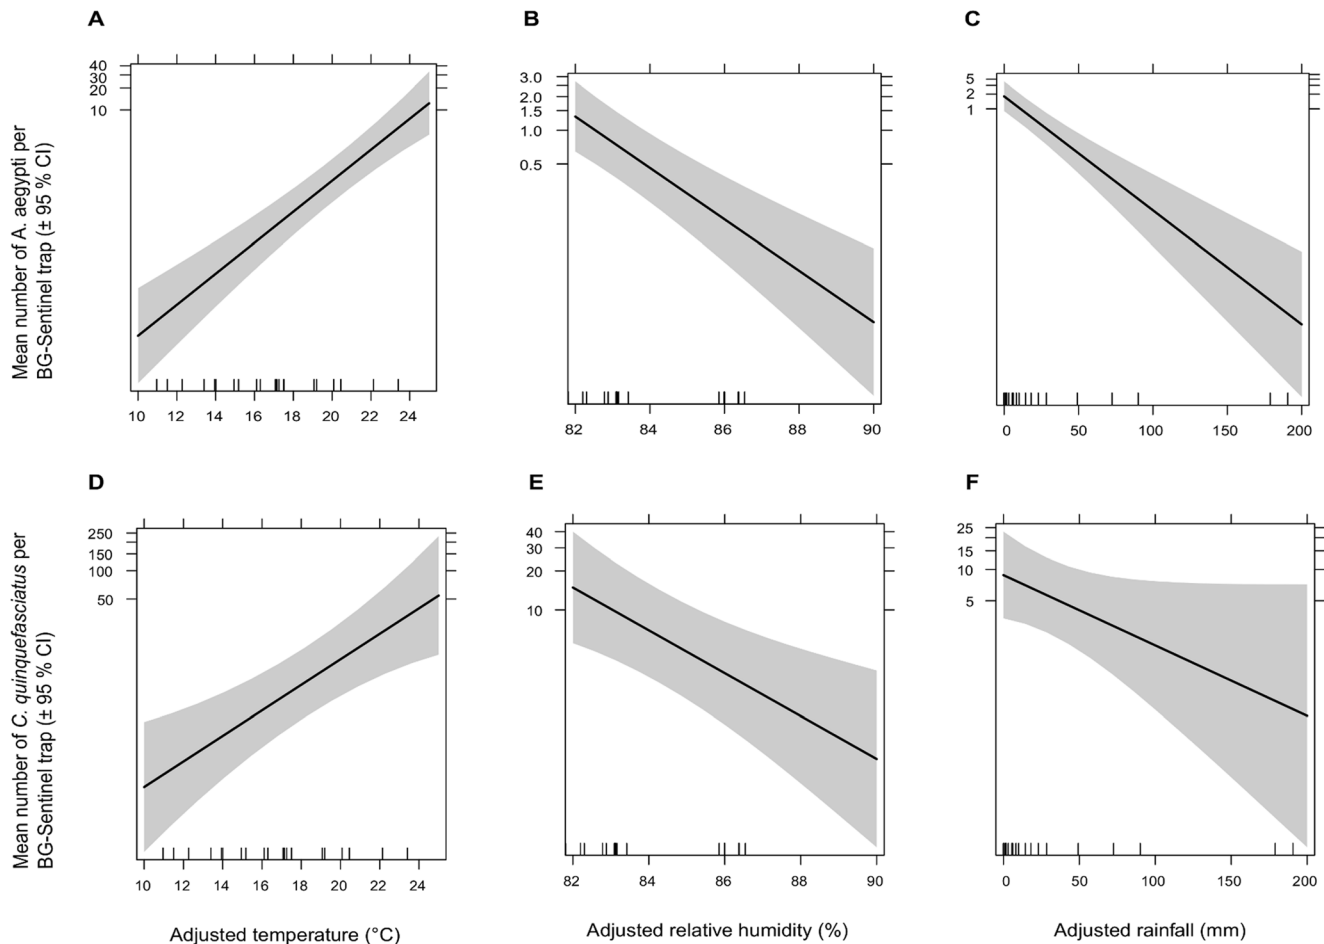 A
B
C
Mean number of A. aegypti per
BG-Sentinel trap (± 95 % CI)
40
30
20
10
10 12 14 16 18 20 22 24
3.0
2.0
1.5
1.0
0.5
82 84 86 88 90
5
2
1
0 50 100 150 200
D
E
F
Mean number of C. quinquefasciatus per
BG-Sentinel trap (± 95 % CI)
250
150
100
50
10 12 14 16 18 20 22 24
40
30
20
10
82 84 86 88 90
25
15
10
5
0 50 100 150 200
Adjusted temperature (°C)
Adjusted relative humidity (%)
Adjusted rainfall (mm)